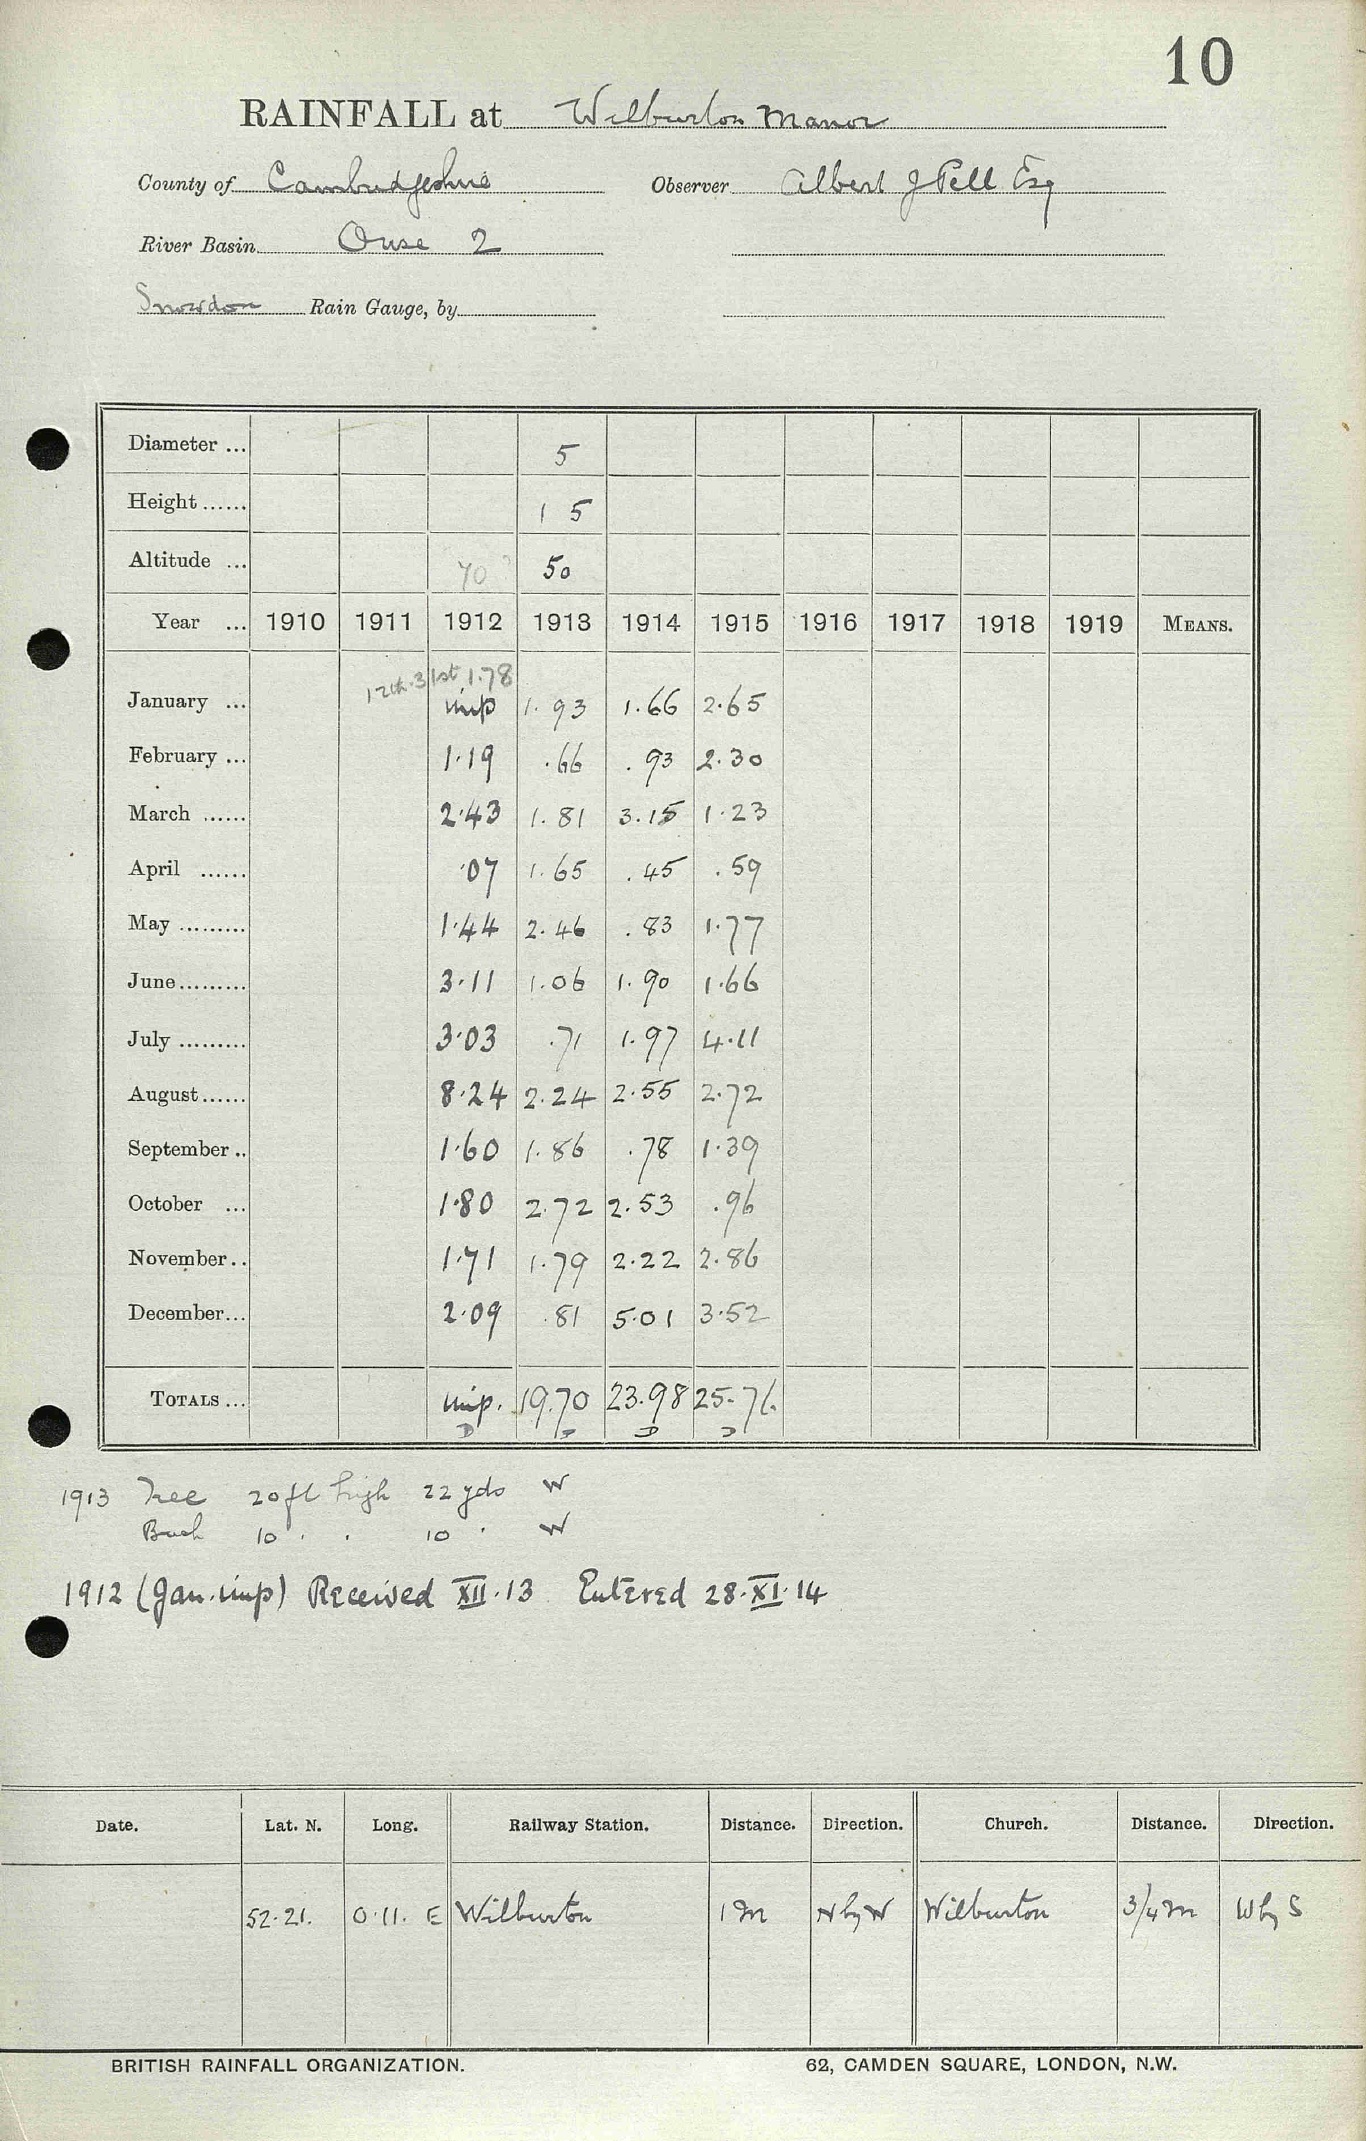 10
RAINFALL at Wilburton Manor
County of Cambridgeshire Observer Albert J Pell Esq
River Basin Ouse 2
Snowdon Rain Gauge, by
Diameter ... 5
Height ...... 1 5
Altitude ... 70? 50
Year ... 1910 1911 1912 1913 1914 1915 1916 1917 1918 1919 MEANS.
12th-31st 1.78
January ... imp 1.93 1.66 2.65
February ... 1.19 .66 .93 2.30
March ...... 2.43 1.81 3.15 1.23
April ...... .07 1.65 .45 .59
May ......... 1.44 2.46 .83 1.77
June......... 3.11 1.06 1.90 1.66
July ......... 3.03 .71 1.97 4.11
August...... 8.24 2.24 2.55 2.72
September .. 1.60 1.86 .78 1.39
October ... 1.80 2.72 2.53 .96
November.. 1.71 1.79 2.22 2.86
December... 2.09 .81 5.01 3.52
TOTALS ... imp. 19.70 23.98 25.76
D D D D
1913 Tree 20 ft high 22 yds W
Bush 10 " " 10 " W
1912 (Jan. imp) Received XII.13 Entered 28.XI.14
Date. Lat. N. Long. Railway Station. Distance. Direction. Church. Distance. Direction.
52.21. 0.11. E Wilburton 1 m N by W Wilburton 3/4 m W by S
BRITISH RAINFALL ORGANIZATION. 62, CAMDEN SQUARE, LONDON, N.W.